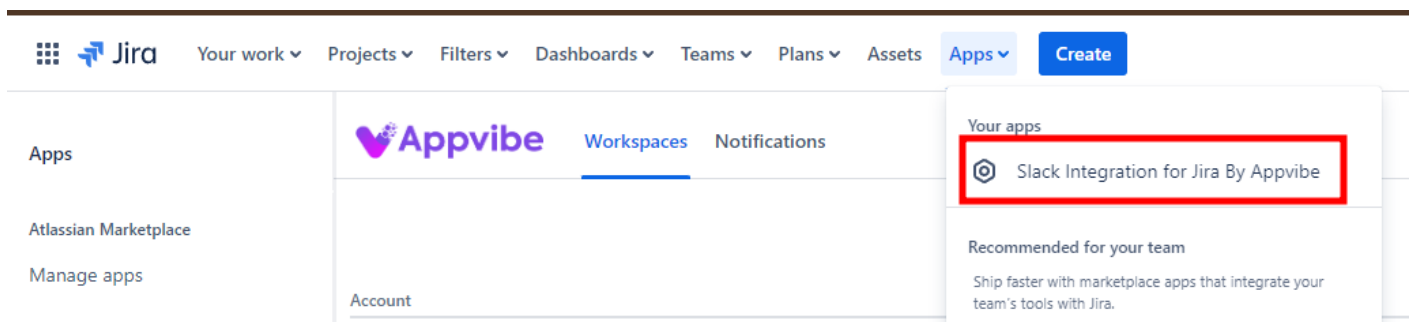 Jira Your work Projects Filters Dashboards Teams Plans Assets Apps Create
Apps
Atlassian Marketplace
Manage apps
Appvibe Workspaces Notifications
Account
Your apps
Slack Integration for Jira By Appvibe
Recommended for your team
Ship faster with marketplace apps that integrate your
team's tools with Jira.